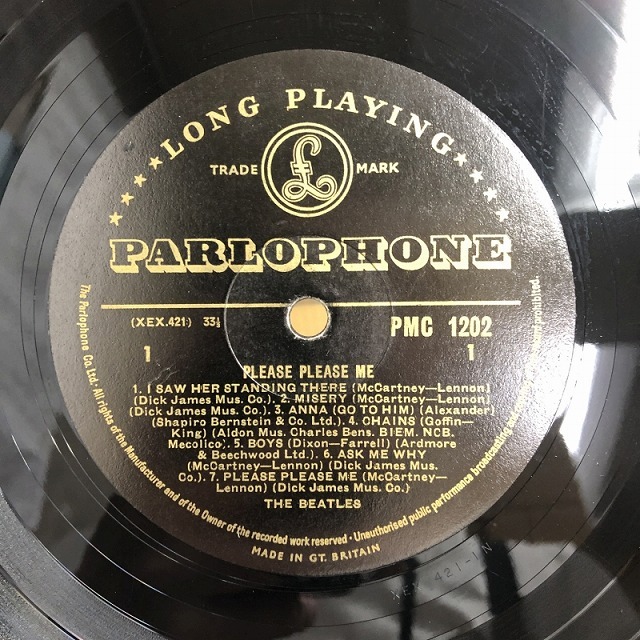 ★★★★★LONG PLAYING★★★★★
TRADE £ MARK
PARLOPHONE
(XEX.421·) 33⅓
PMC 1202
1 1
PLEASE PLEASE ME
1. I SAW HER STANDING THERE (McCartney—Lennon)
(Dick James Mus. Co.). 2. MISERY (McCartney—Lennon)
(Dick James Mus. Co.) 3. ANNA (GO TO HIM) (Alexander)
(Shapiro Bernstein & Co. Ltd.). 4. CHAINS (Goffin—
King) (Aldon Mus. Charles Bens. BIEM. NCB.
Mecolico). 5. BOYS (Dixon—Farrell) (Ardmore
& Beechwood Ltd.). 6. ASK ME WHY
(McCartney—Lennon) (Dick James Mus.
Co.). 7. PLEASE PLEASE ME (McCartney—
Lennon) (Dick James Mus. Co.)
THE BEATLES
The Parlophone Co. Ltd. All rights of the Manufacturer and of the Owner of the recorded work reserved · Unauthorised public performance broadcasting and prohibited.
MADE IN GT. BRITAIN
XEX 421-1N